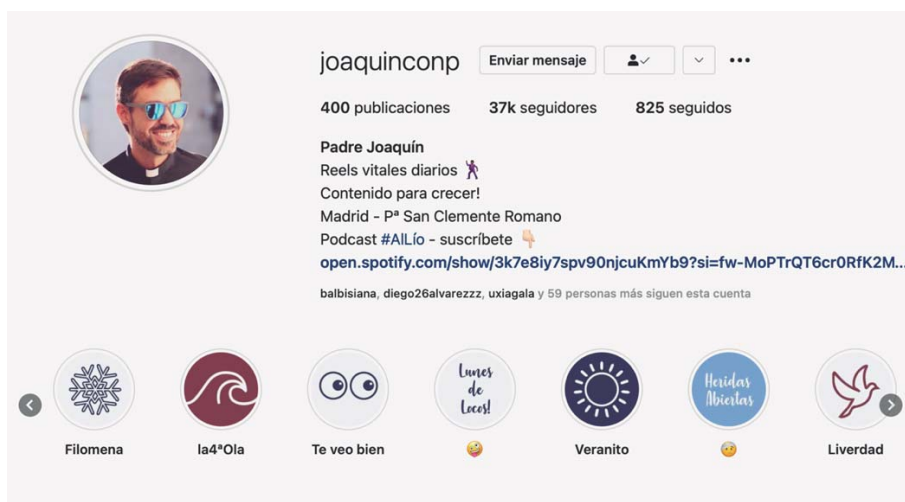 joaquinconp Enviar mensaje
400 publicaciones 37k seguidores 825 seguidos
Padre Joaquín
Reels vitales diarios 🕺
Contenido para crecer!
Madrid - Pª San Clemente Romano
Podcast #AlLío - suscríbete 👇🏻
open.spotify.com/show/3k7e8iy7spv90njcuKmYb9?si=fw-MoPTrQT6cr0RfK2M...
balbisiana, diego26alvarezzz, uxiagala y 59 personas más siguen esta cuenta
Lunes
de
Locos!
Heridas
Abiertas
Filomena la4ªOla Te veo bien 🤪 Veranito 🤕 Liverdad